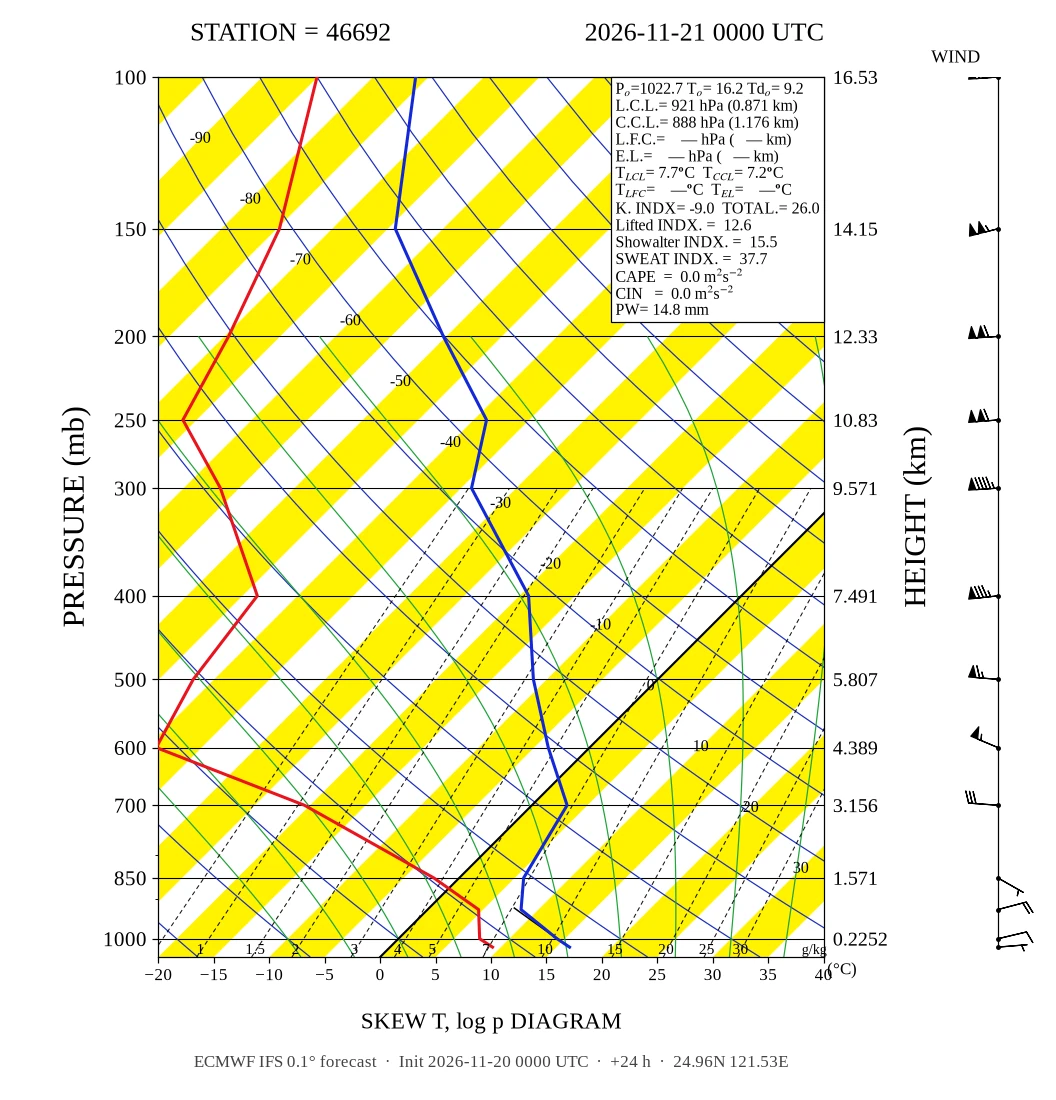 STATION = 46692
2026-11-21 0000 UTC
WIND
100
16.53
Pₒ=1022.7 Tₒ= 16.2 Tdₒ= 9.2
L.C.L.= 921 hPa (0.871 km)
C.C.L.= 888 hPa (1.176 km)
L.F.C.= — hPa ( — km)
E.L.= — hPa ( — km)
T_LCL= 7.7°C T_CCL= 7.2°C
T_LFC= —°C T_EL= —°C
K. INDX= -9.0 TOTAL.= 26.0
Lifted INDX. = 12.6
Showalter INDX. = 15.5
SWEAT INDX. = 37.7
CAPE = 0.0 m²s⁻²
CIN = 0.0 m²s⁻²
PW= 14.8 mm
-90
-80
150
14.15
-70
-60
200
12.33
-50
250
10.83
-40
300
9.571
-30
-20
400
7.491
-10
500
5.807
0
600
4.389
10
700
3.156
20
850
1.571
30
1000
0.2252
1 1.5 2 3 4 5 7 10 15 20 25 30 g/kg
−20 −15 −10 −5 0 5 10 15 20 25 30 35 40 (°C)
PRESSURE (mb)
HEIGHT (km)
SKEW T, log p DIAGRAM
ECMWF IFS 0.1° forecast · Init 2026-11-20 0000 UTC · +24 h · 24.96N 121.53E